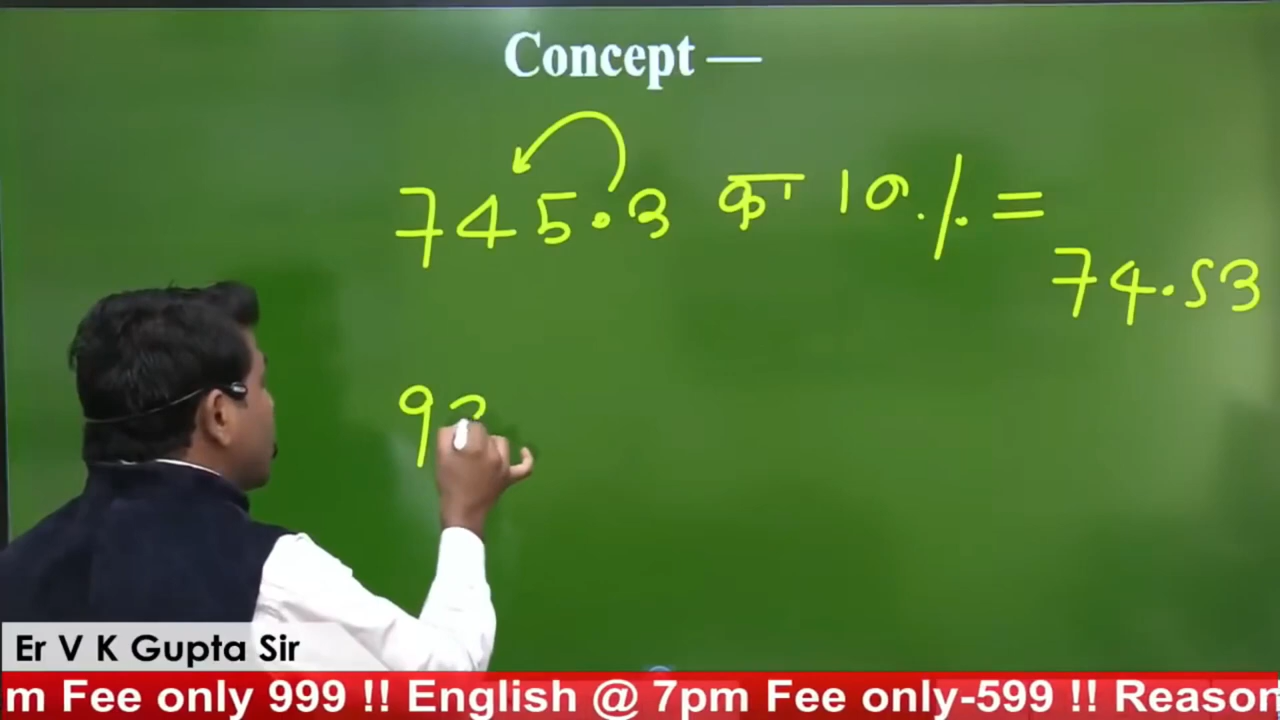 Concept —
745.3 का 10% =
74.53
9
Er V K Gupta Sir
m Fee only 999 !! English @ 7pm Fee only-599 !! Reason